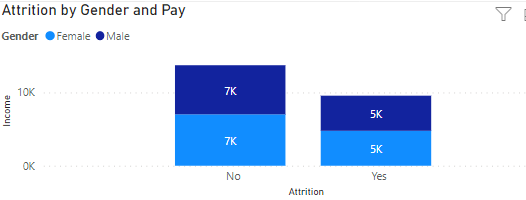 Attrition by Gender and Pay
Gender Female Male
10K
0K
Income
7K
7K
5K
5K
No Yes
Attrition